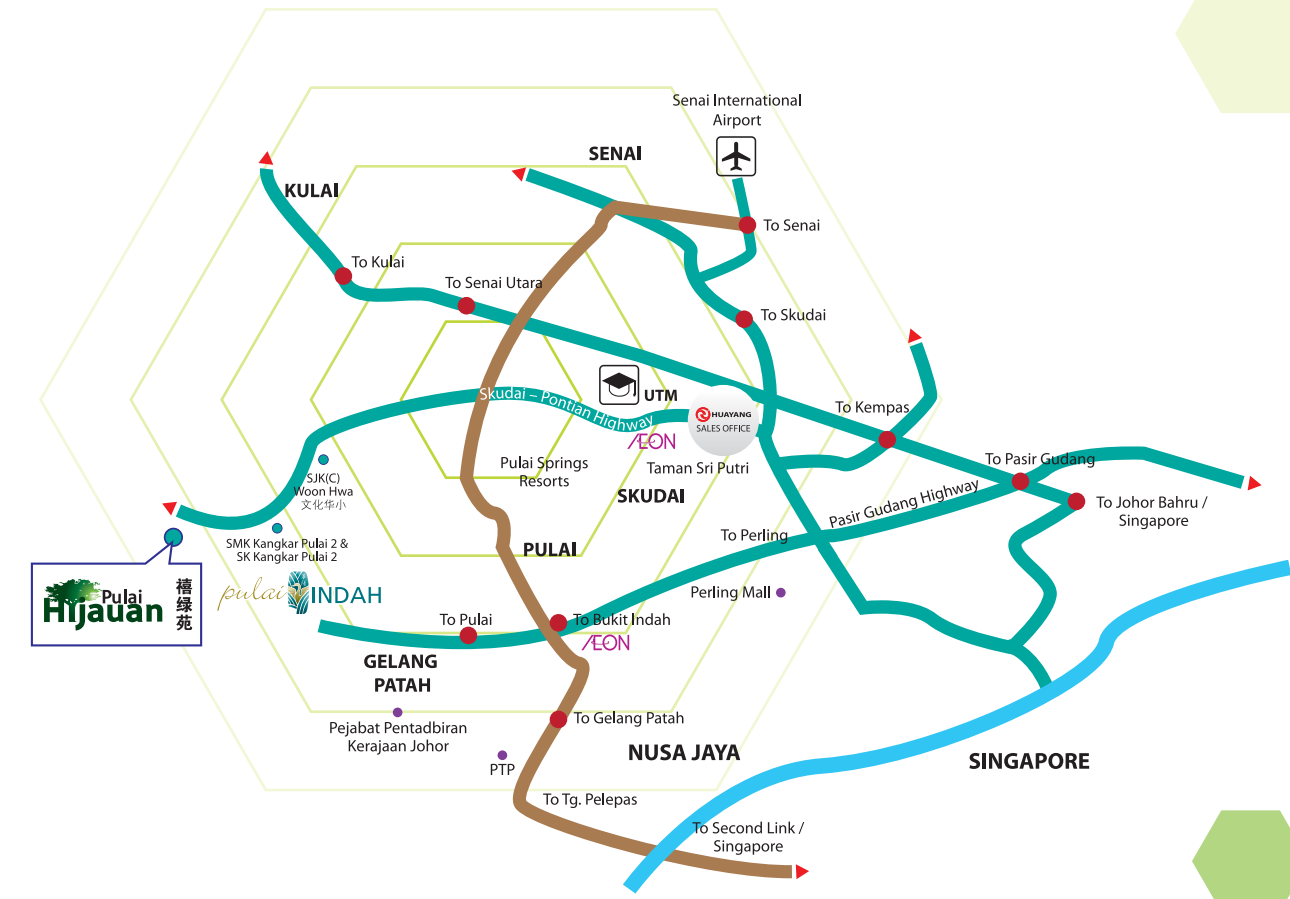 Senai International
Airport
SENAI
KULAI
To Senai
To Kulai
To Senai Utara
To Skudai
Skudai – Pontian Highway
UTM
HUAYANG
SALES OFFICE
To Kempas
ÆON
Taman Sri Putri
Pulai Springs
Resorts
SKUDAI
To Pasir Gudang
Pasir Gudang Highway
To Johor Bahru /
Singapore
SJK(C)
Woon Hwa
文化华小
SMK Kangkar Pulai 2 &
SK Kangkar Pulai 2
PULAI
To Perling
Perling Mall
Pulai
Hijauan
禧绿苑
pulai INDAH
To Pulai
To Bukit Indah
ÆON
GELANG
PATAH
Pejabat Pentadbiran
Kerajaan Johor
To Gelang Patah
PTP
NUSA JAYA
SINGAPORE
To Tg. Pelepas
To Second Link /
Singapore